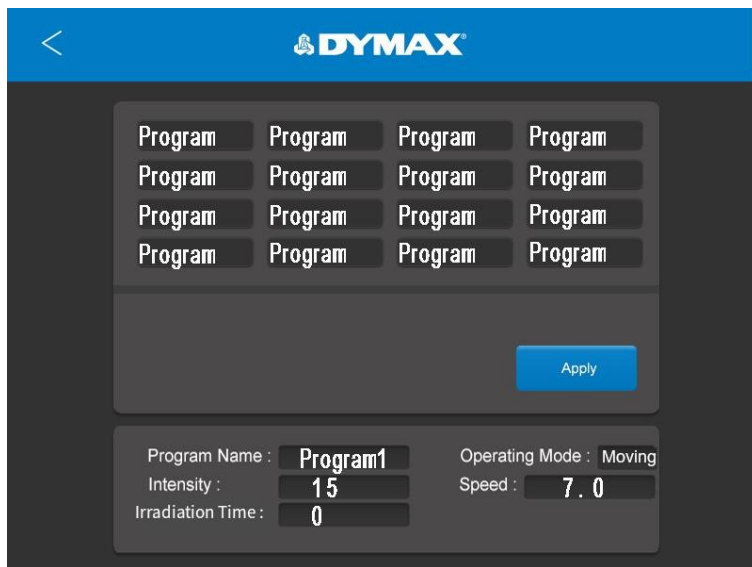 DYMAX®
Program Program Program Program
Program Program Program Program
Program Program Program Program
Program Program Program Program
Apply
Program Name : Program1 Operating Mode : Moving
Intensity : 15 Speed : 7.0
Irradiation Time : 0